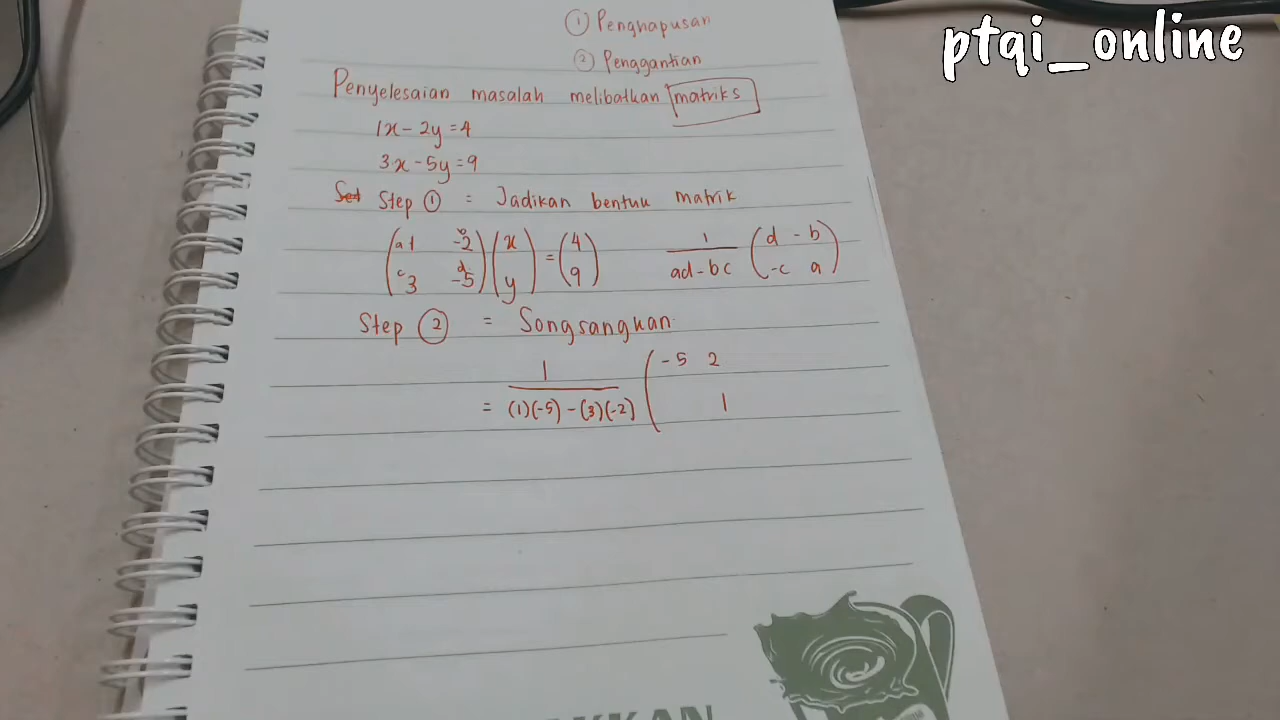 ptqi_online
① Penghapusan
② Penggantian
Penyelesaian masalah melibatkan matriks
1x - 2y = 4
3x - 5y = 9
Set Step ① = Jadikan bentuk matrik
(a 1 b -2) (x) = (4) 1 (d -b)
(c 3 d -5) (y) (9) ad - bc (-c a)
Step ② = Songsangkan
1 ( -5 2
= (1)(-5) - (3)(-2) 1